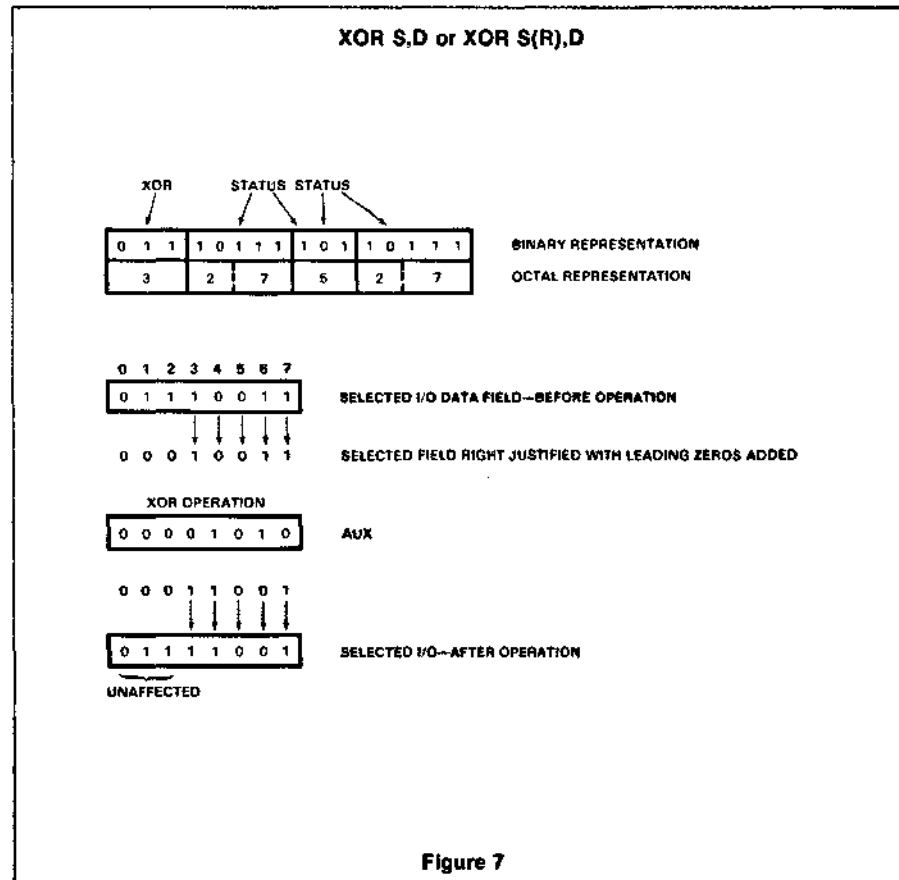 XOR S,D or XOR S(R),D
XOR STATUS STATUS
0 1 1 1 0 1 1 1 1 0 1 1 0 1 1 1 BINARY REPRESENTATION
3 2 7 5 2 7 OCTAL REPRESENTATION
0 1 2 3 4 5 6 7
0 1 1 1 0 0 1 1 SELECTED I/O DATA FIELD—BEFORE OPERATION
0 0 0 1 0 0 1 1 SELECTED FIELD RIGHT JUSTIFIED WITH LEADING ZEROS ADDED
XOR OPERATION
0 0 0 0 1 0 1 0 AUX
0 0 0 1 1 0 0 1
0 1 1 1 1 0 0 1 SELECTED I/O—AFTER OPERATION
UNAFFECTED
Figure 7